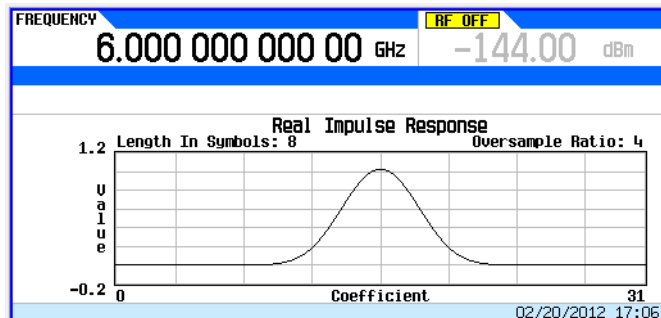 FREQUENCY
6.000 000 000 00 GHz
RF OFF
-144.00 dBm
Real Impulse Response
Length In Symbols: 8
Oversample Ratio: 4
1.2
Value
-0.2
0
Coefficient
31
02/20/2012 17:06